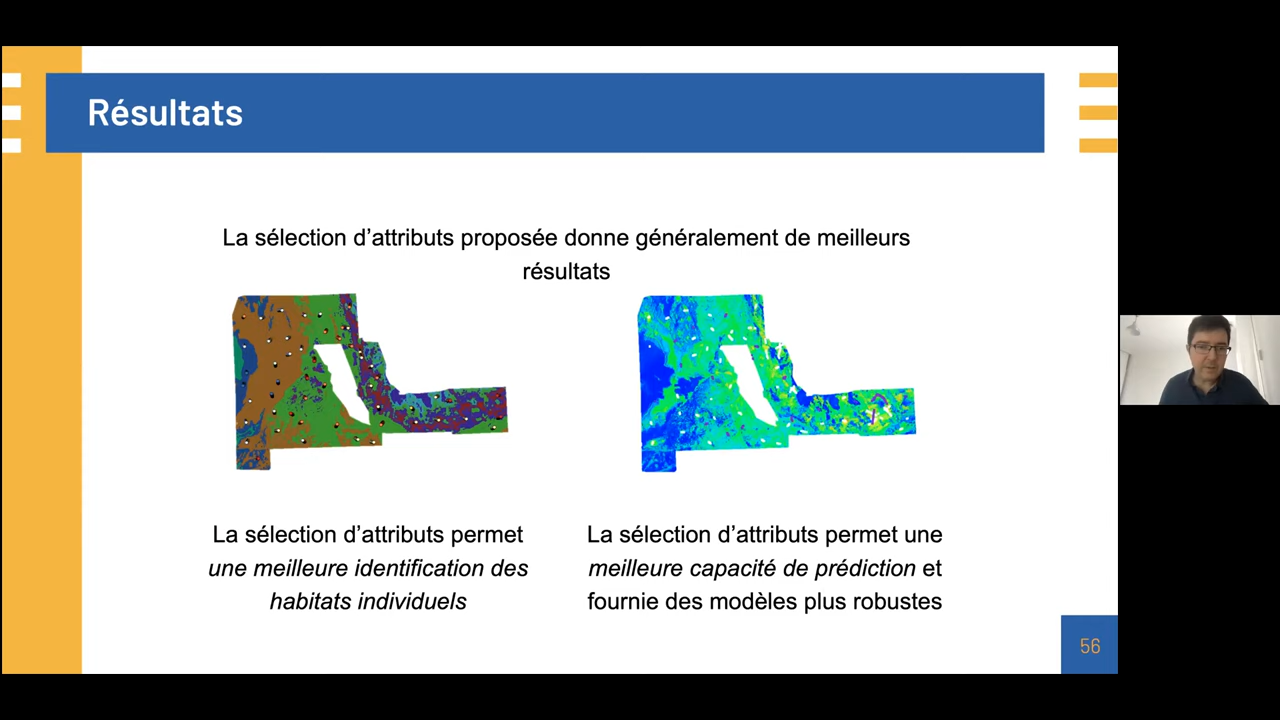 Résultats
La sélection d'attributs proposée donne généralement de meilleurs
résultats
La sélection d'attributs permet
une meilleure identification des
habitats individuels
La sélection d'attributs permet une
meilleure capacité de prédiction et
fournie des modèles plus robustes
56